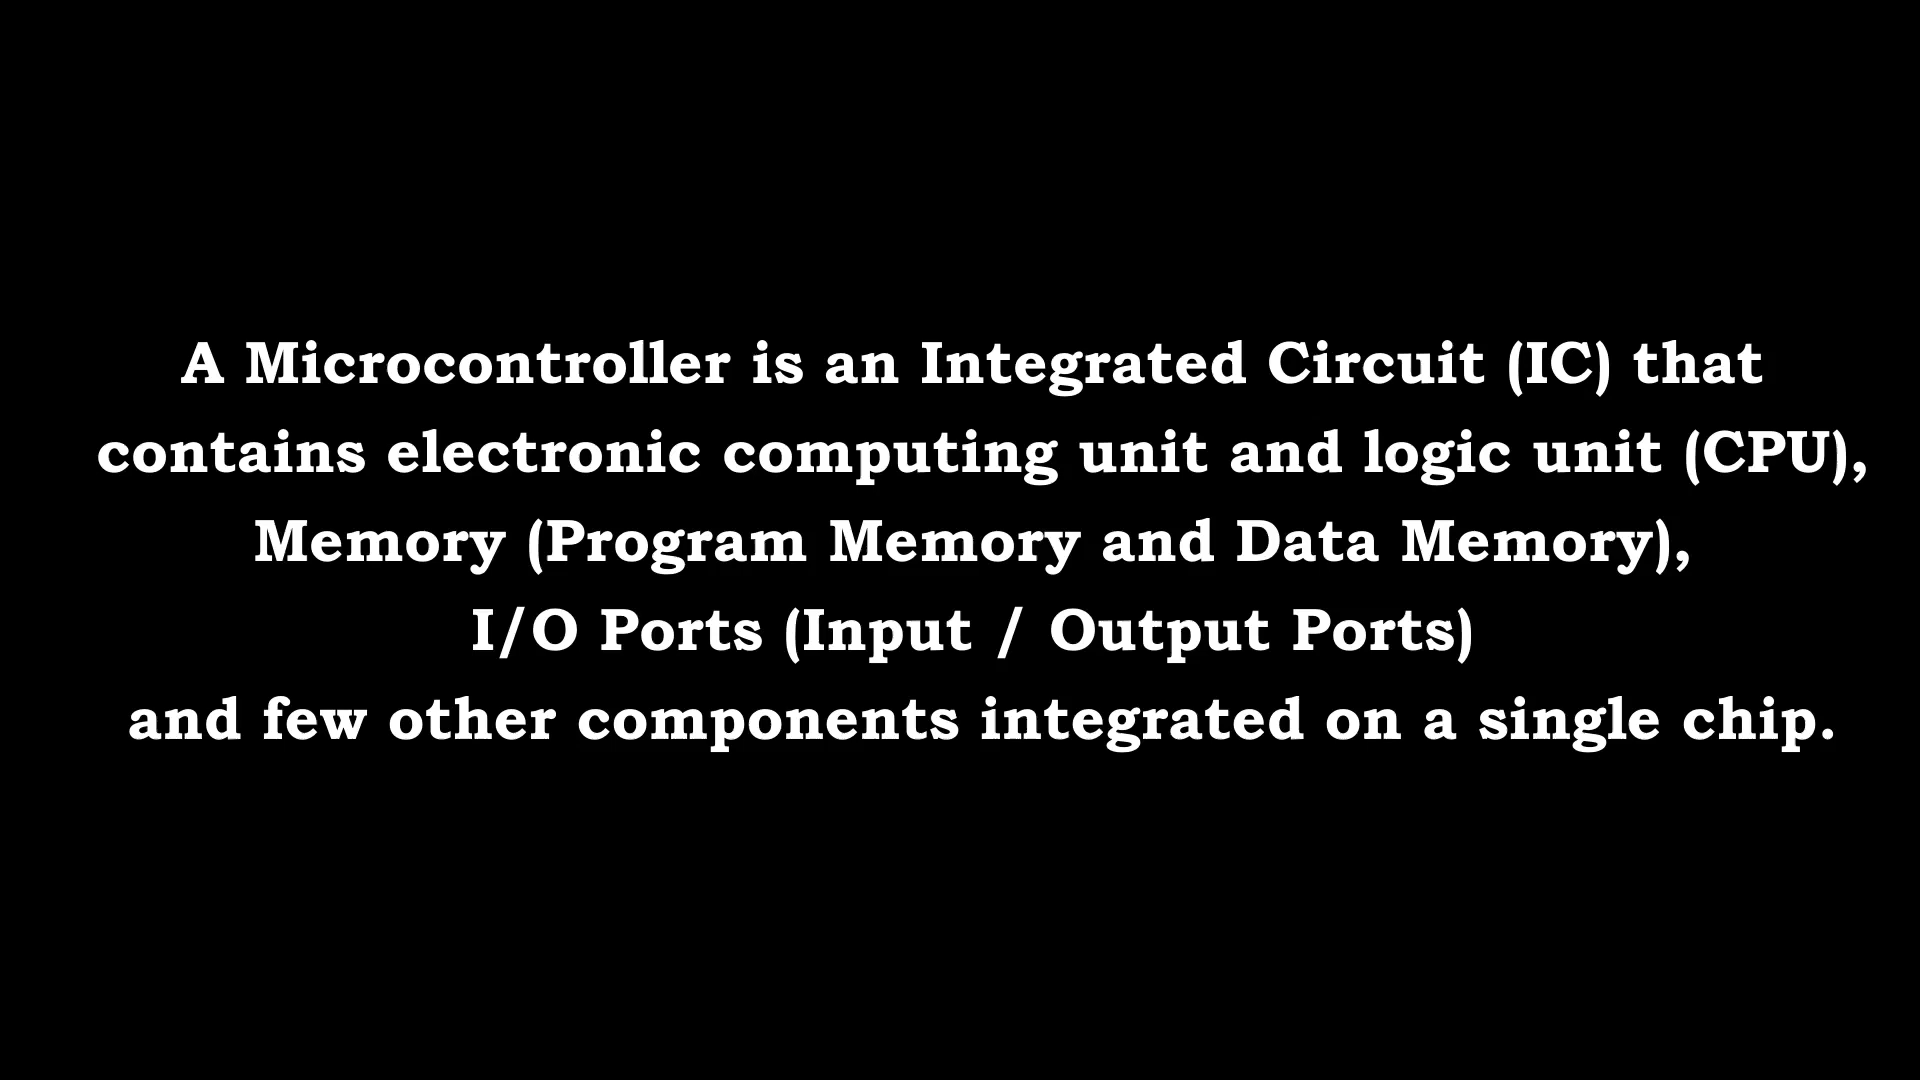 A Microcontroller is an Integrated Circuit (IC) that
contains electronic computing unit and logic unit (CPU),
Memory (Program Memory and Data Memory),
I/O Ports (Input / Output Ports)
and few other components integrated on a single chip.